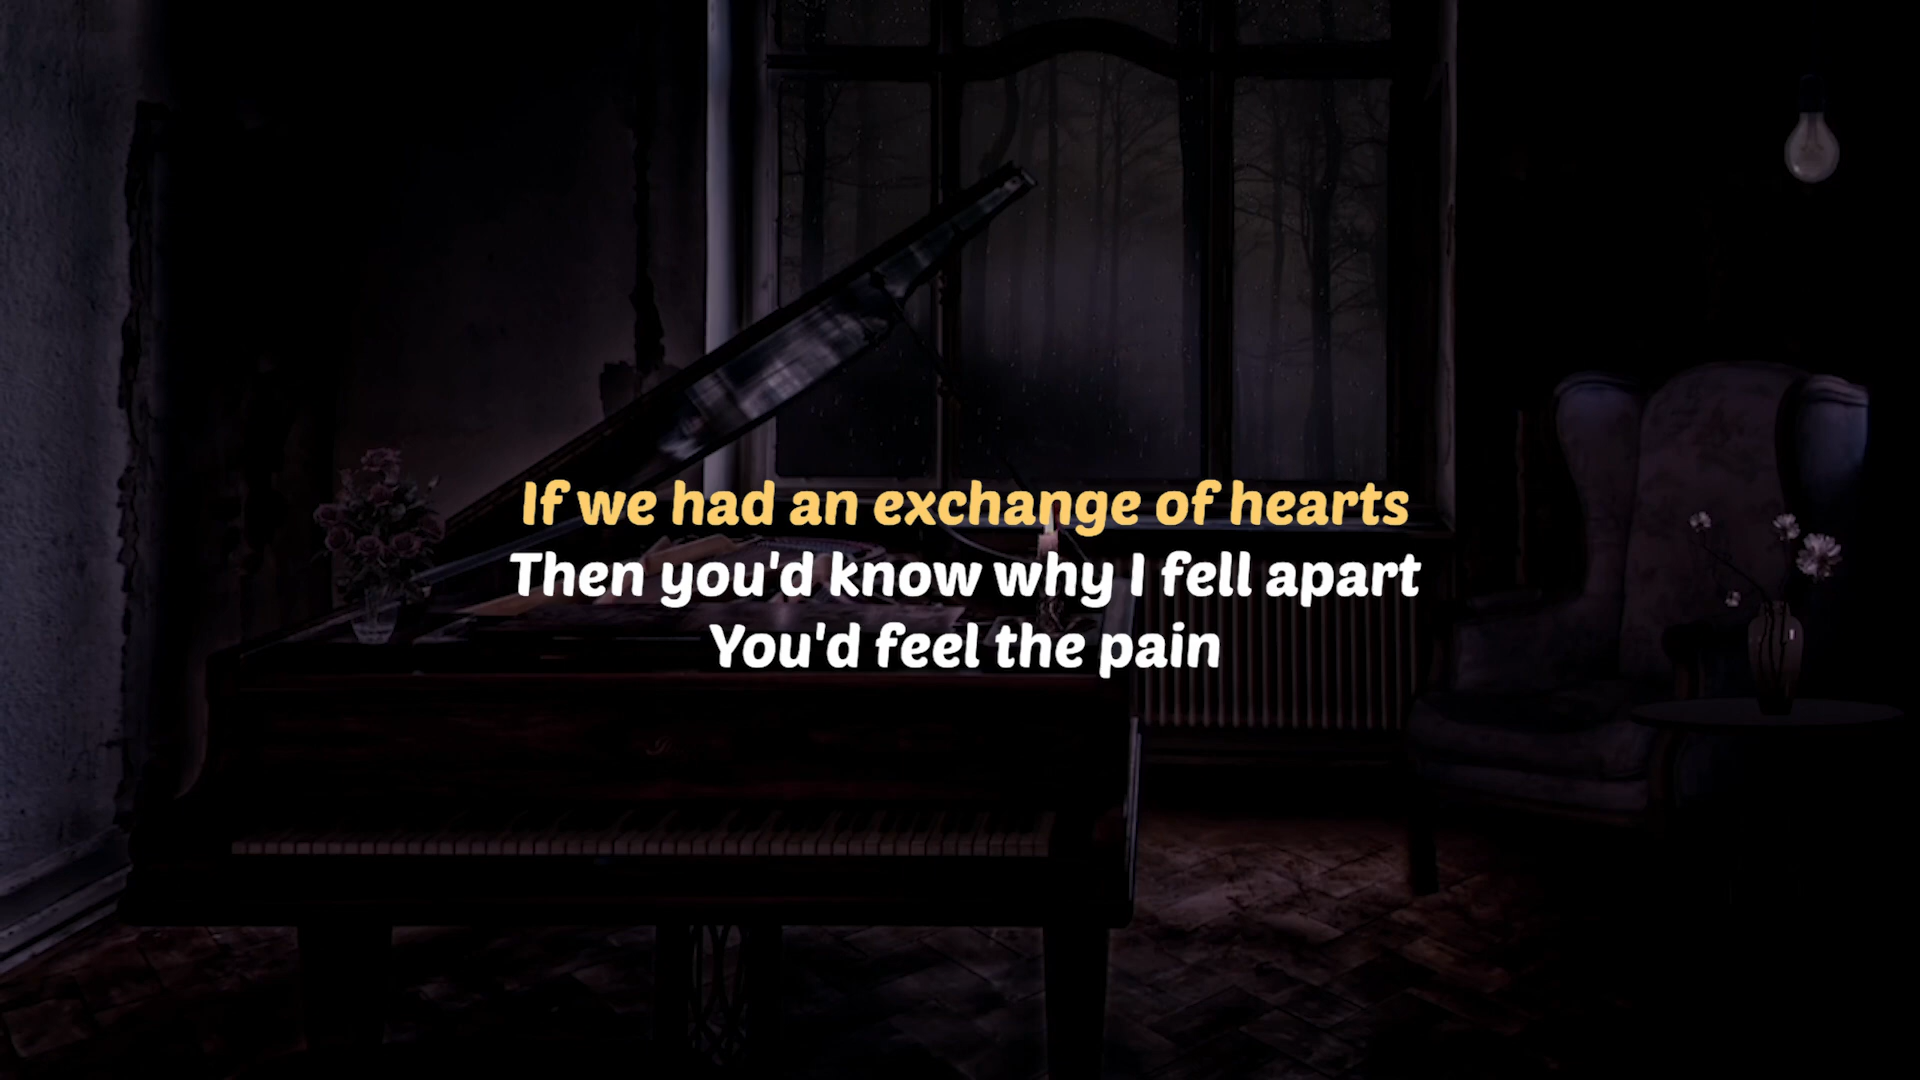 If we had an exchange of hearts
Then you'd know why I fell apart
You'd feel the pain